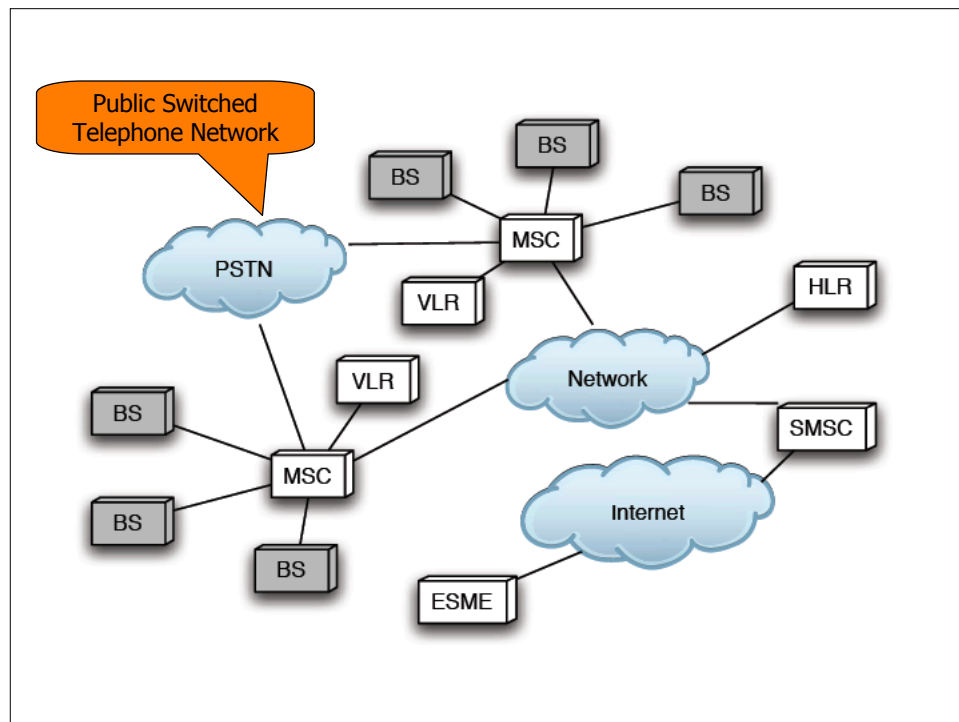 Public Switched
Telephone Network
BS
BS
BS
MSC
PSTN
HLR
VLR
Network
VLR
BS
SMSC
MSC
Internet
BS
BS
ESME